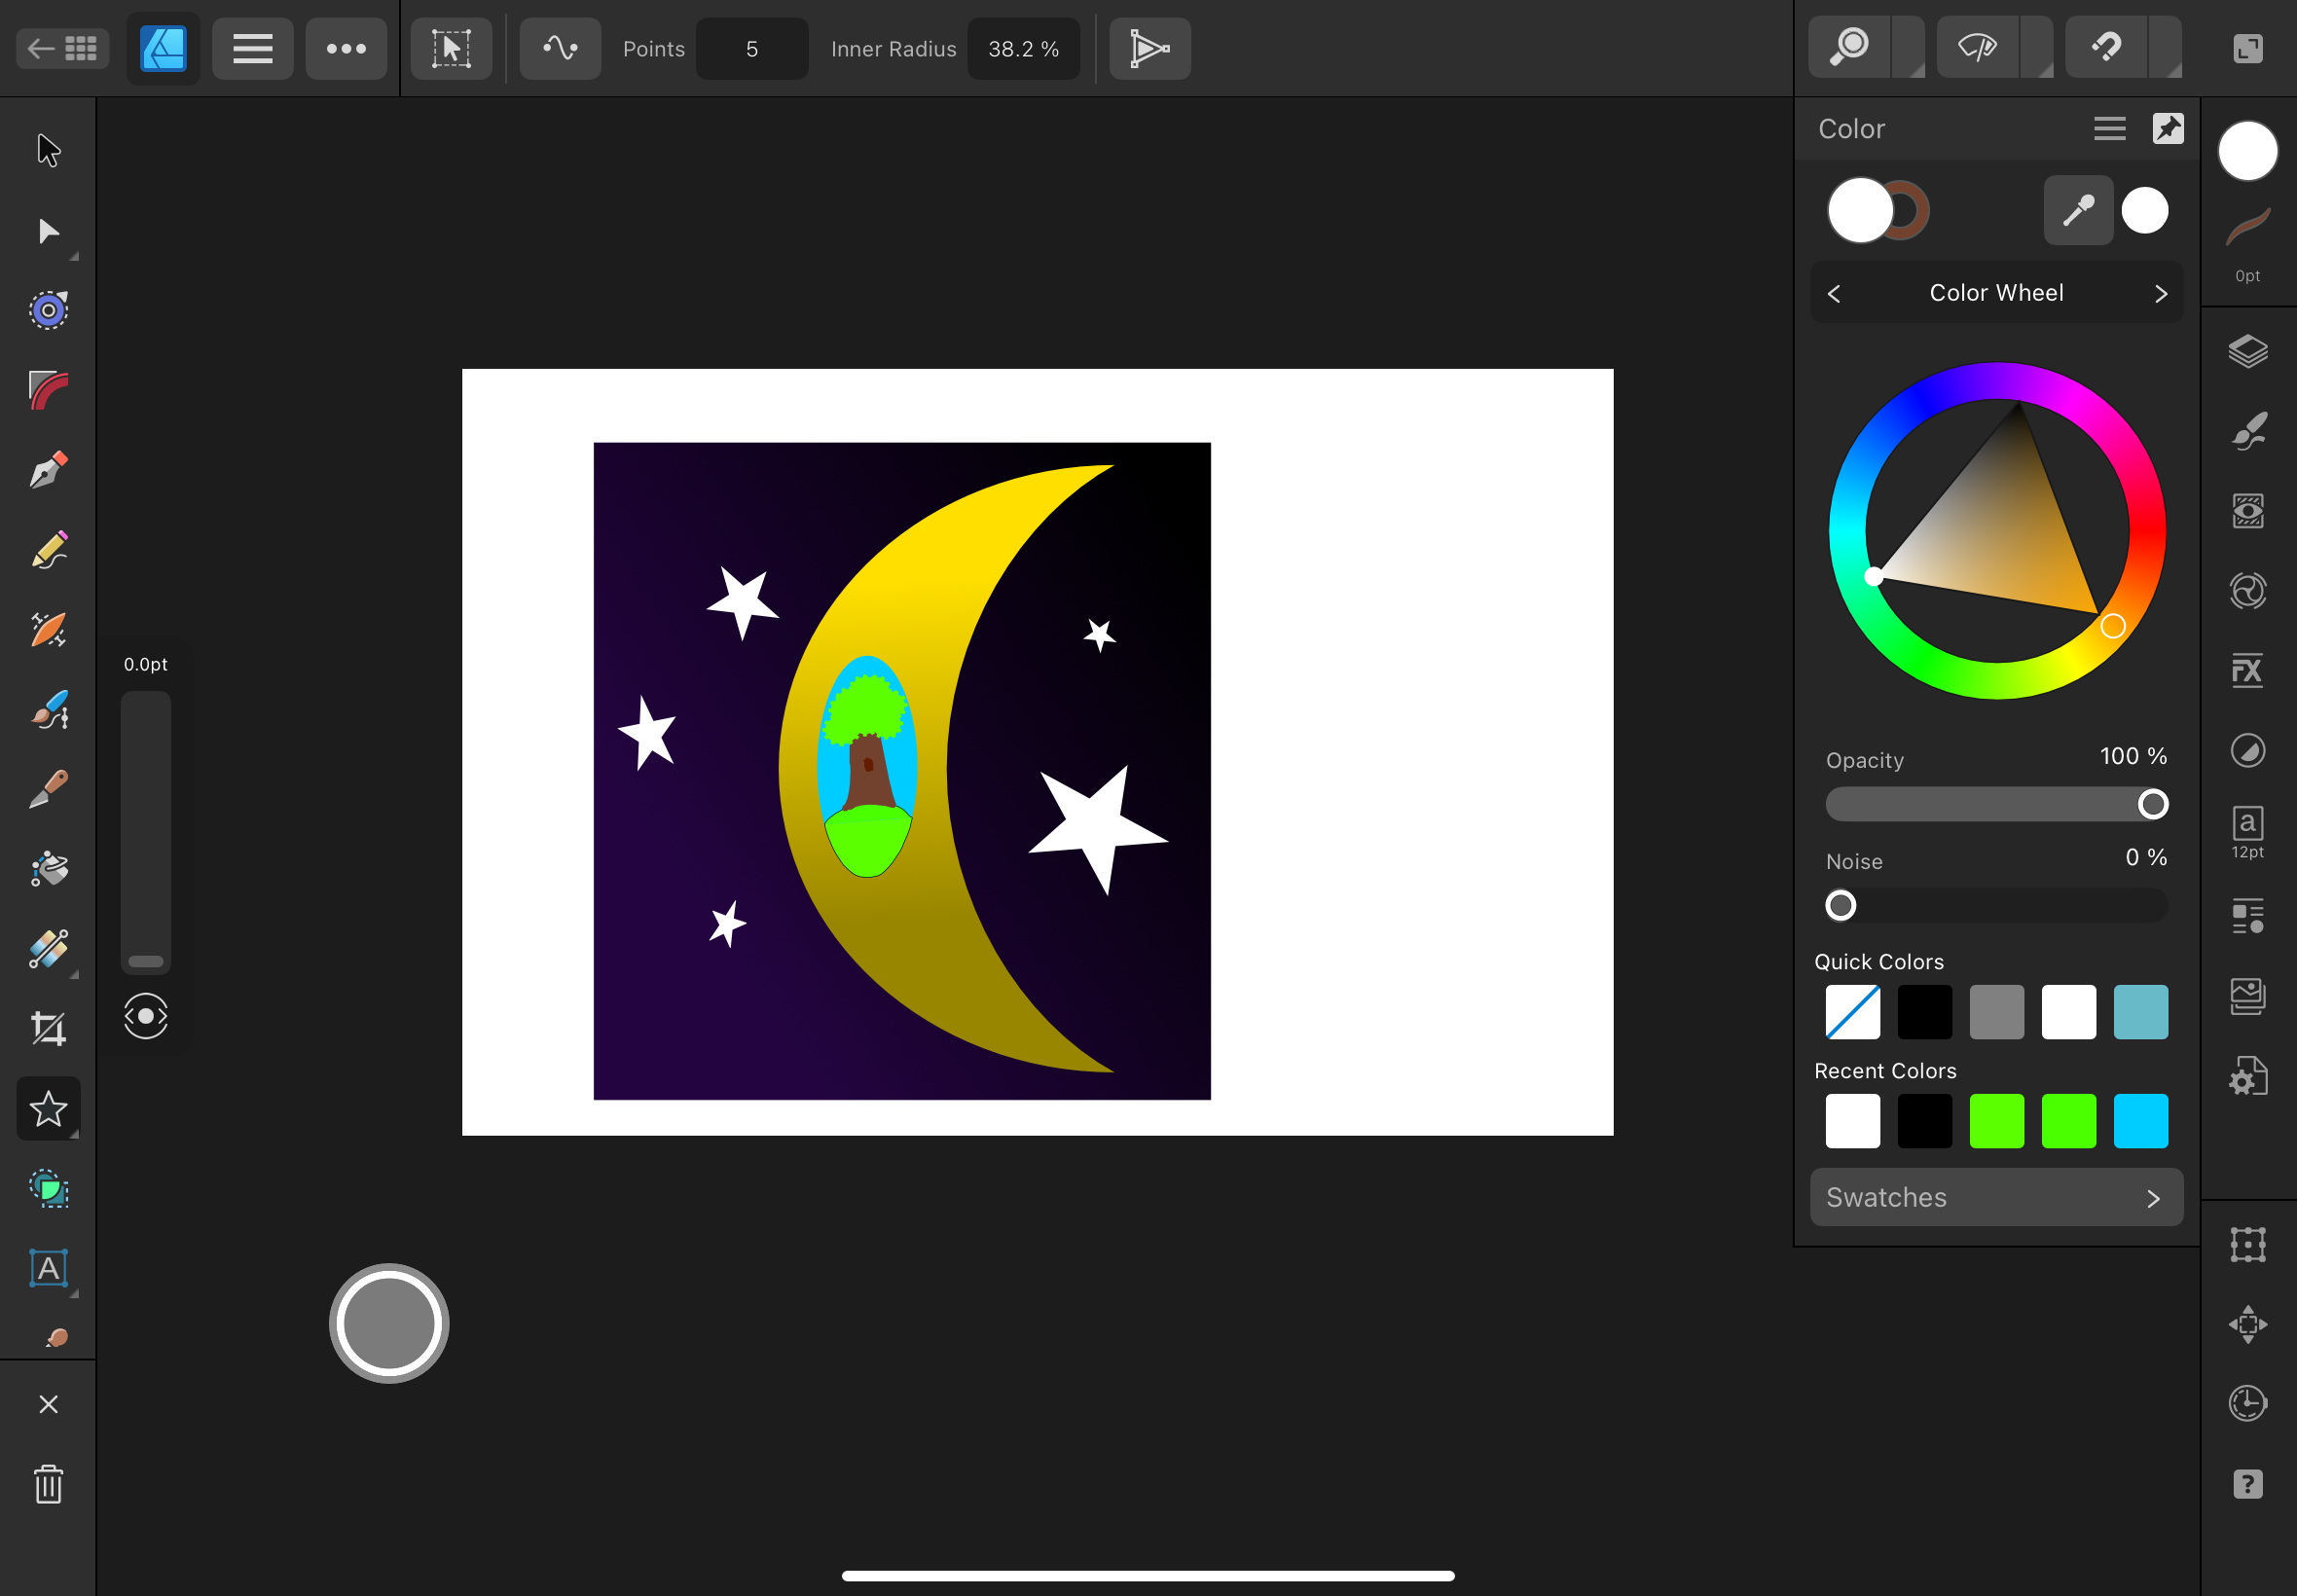 Points 5 Inner Radius 38.2 %
Color
Color Wheel
0pt
0.0pt
Opacity 100 %
Noise 0 %
FX
a
12pt
Quick Colors
Recent Colors
Swatches
A
?